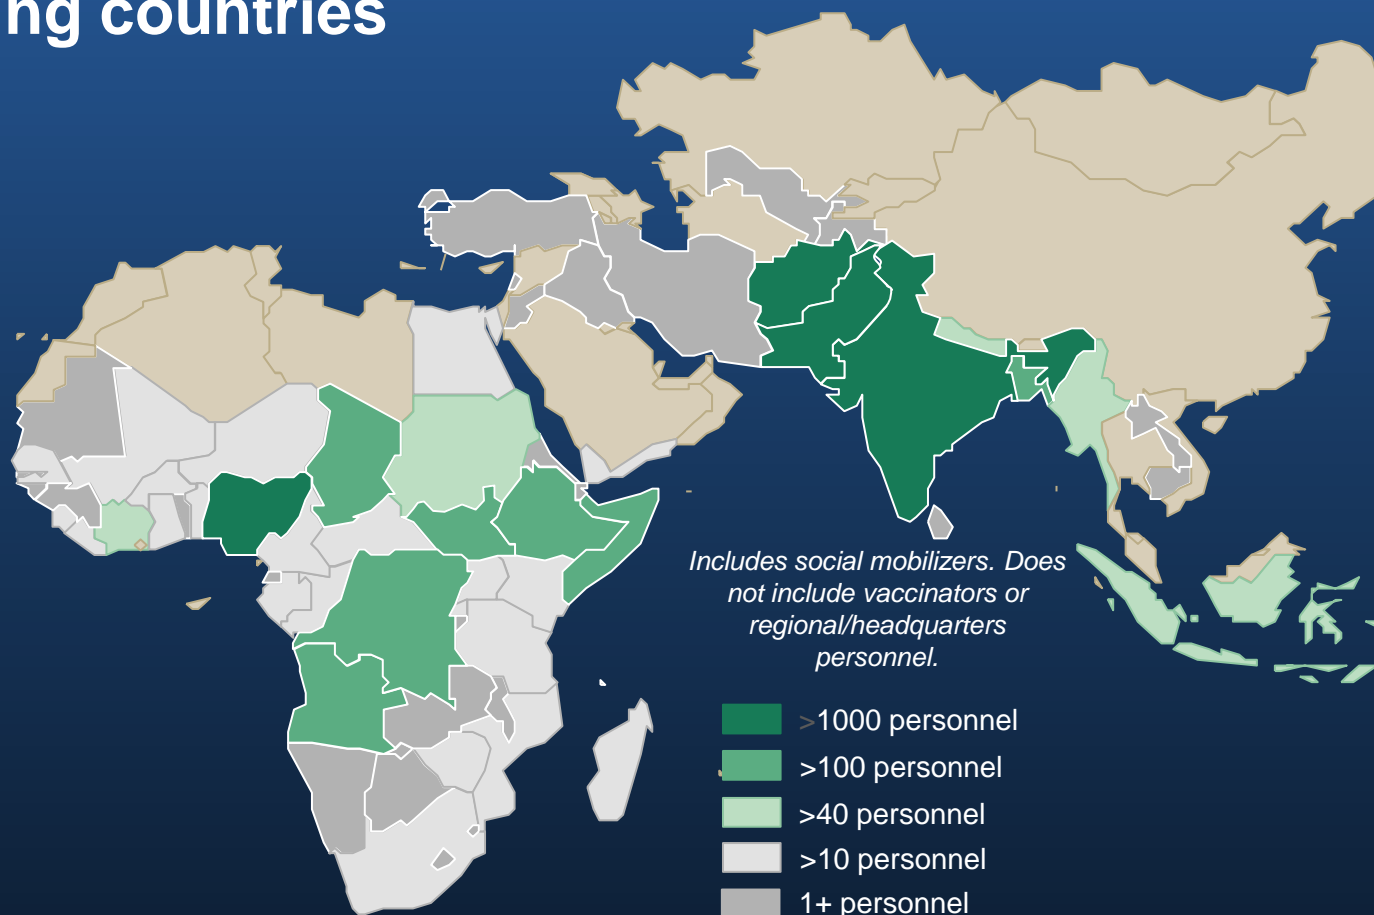 ng countries
Includes social mobilizers. Does
not include vaccinators or
regional/headquarters
personnel.
>1000 personnel
>100 personnel
>40 personnel
>10 personnel
1+ personnel